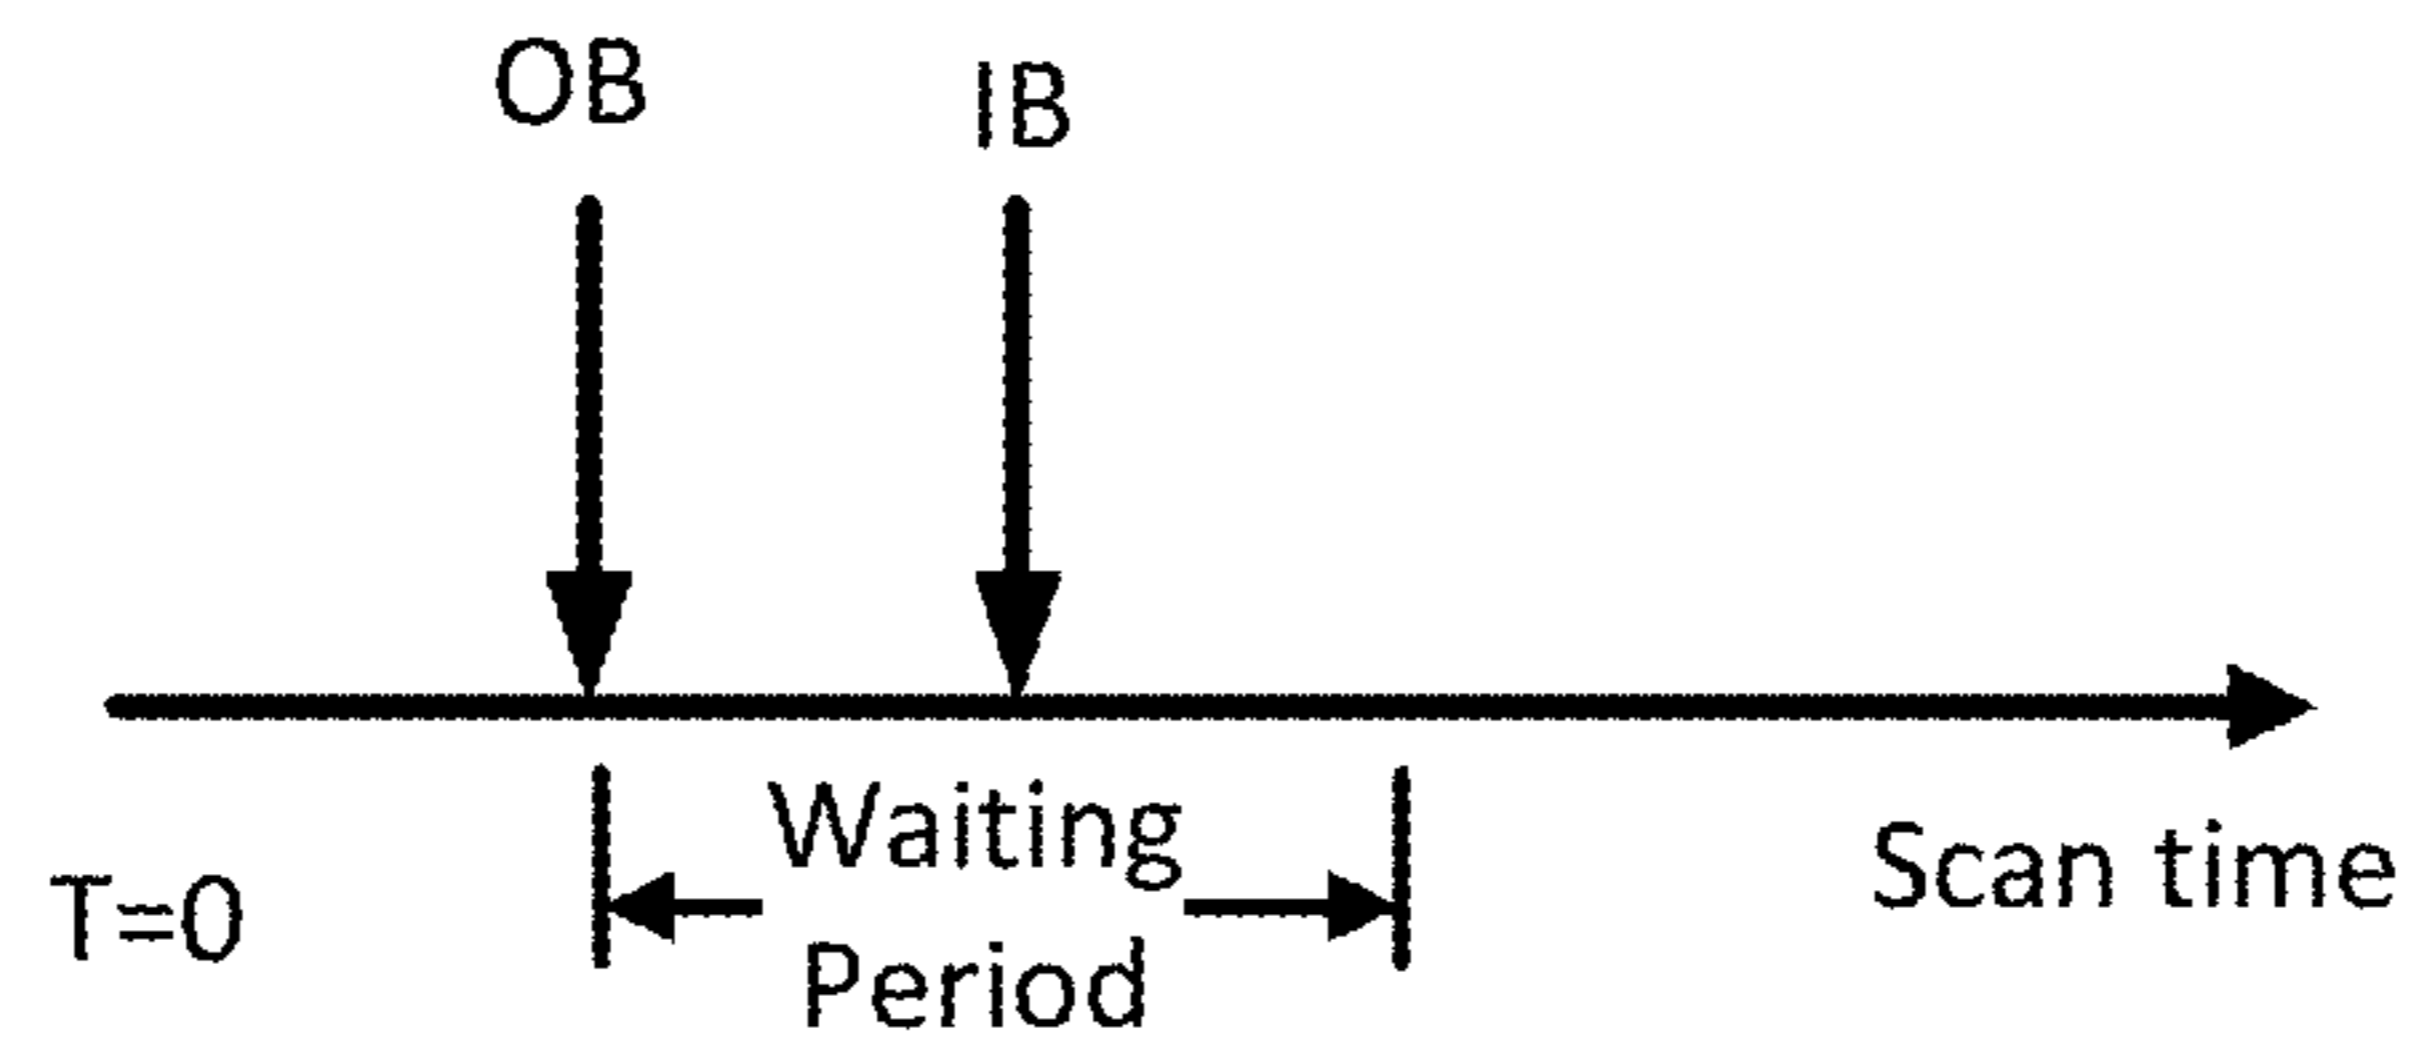 OB
IB
Waiting
Period
Scan time
T=0